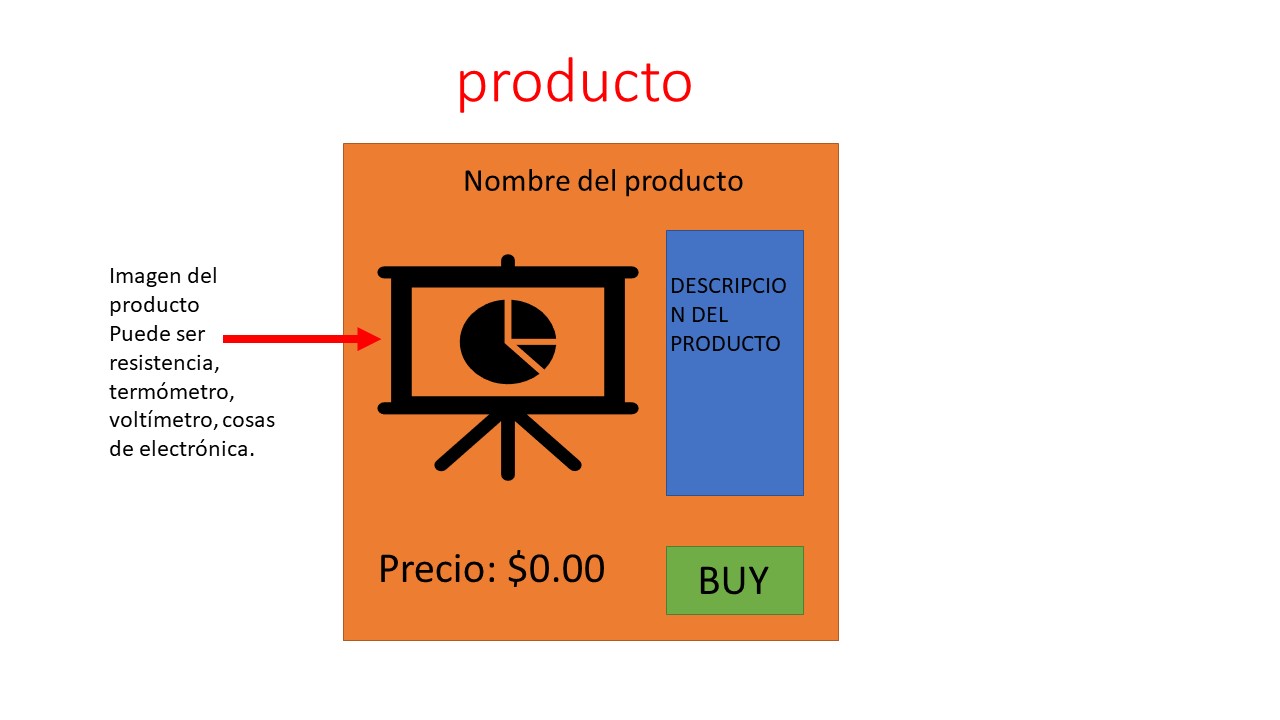 producto
Nombre del producto
Imagen del
producto
Puede ser
resistencia,
termómetro,
voltímetro, cosas
de electrónica.
DESCRIPCIO
N DEL
PRODUCTO
Precio: $0.00
BUY